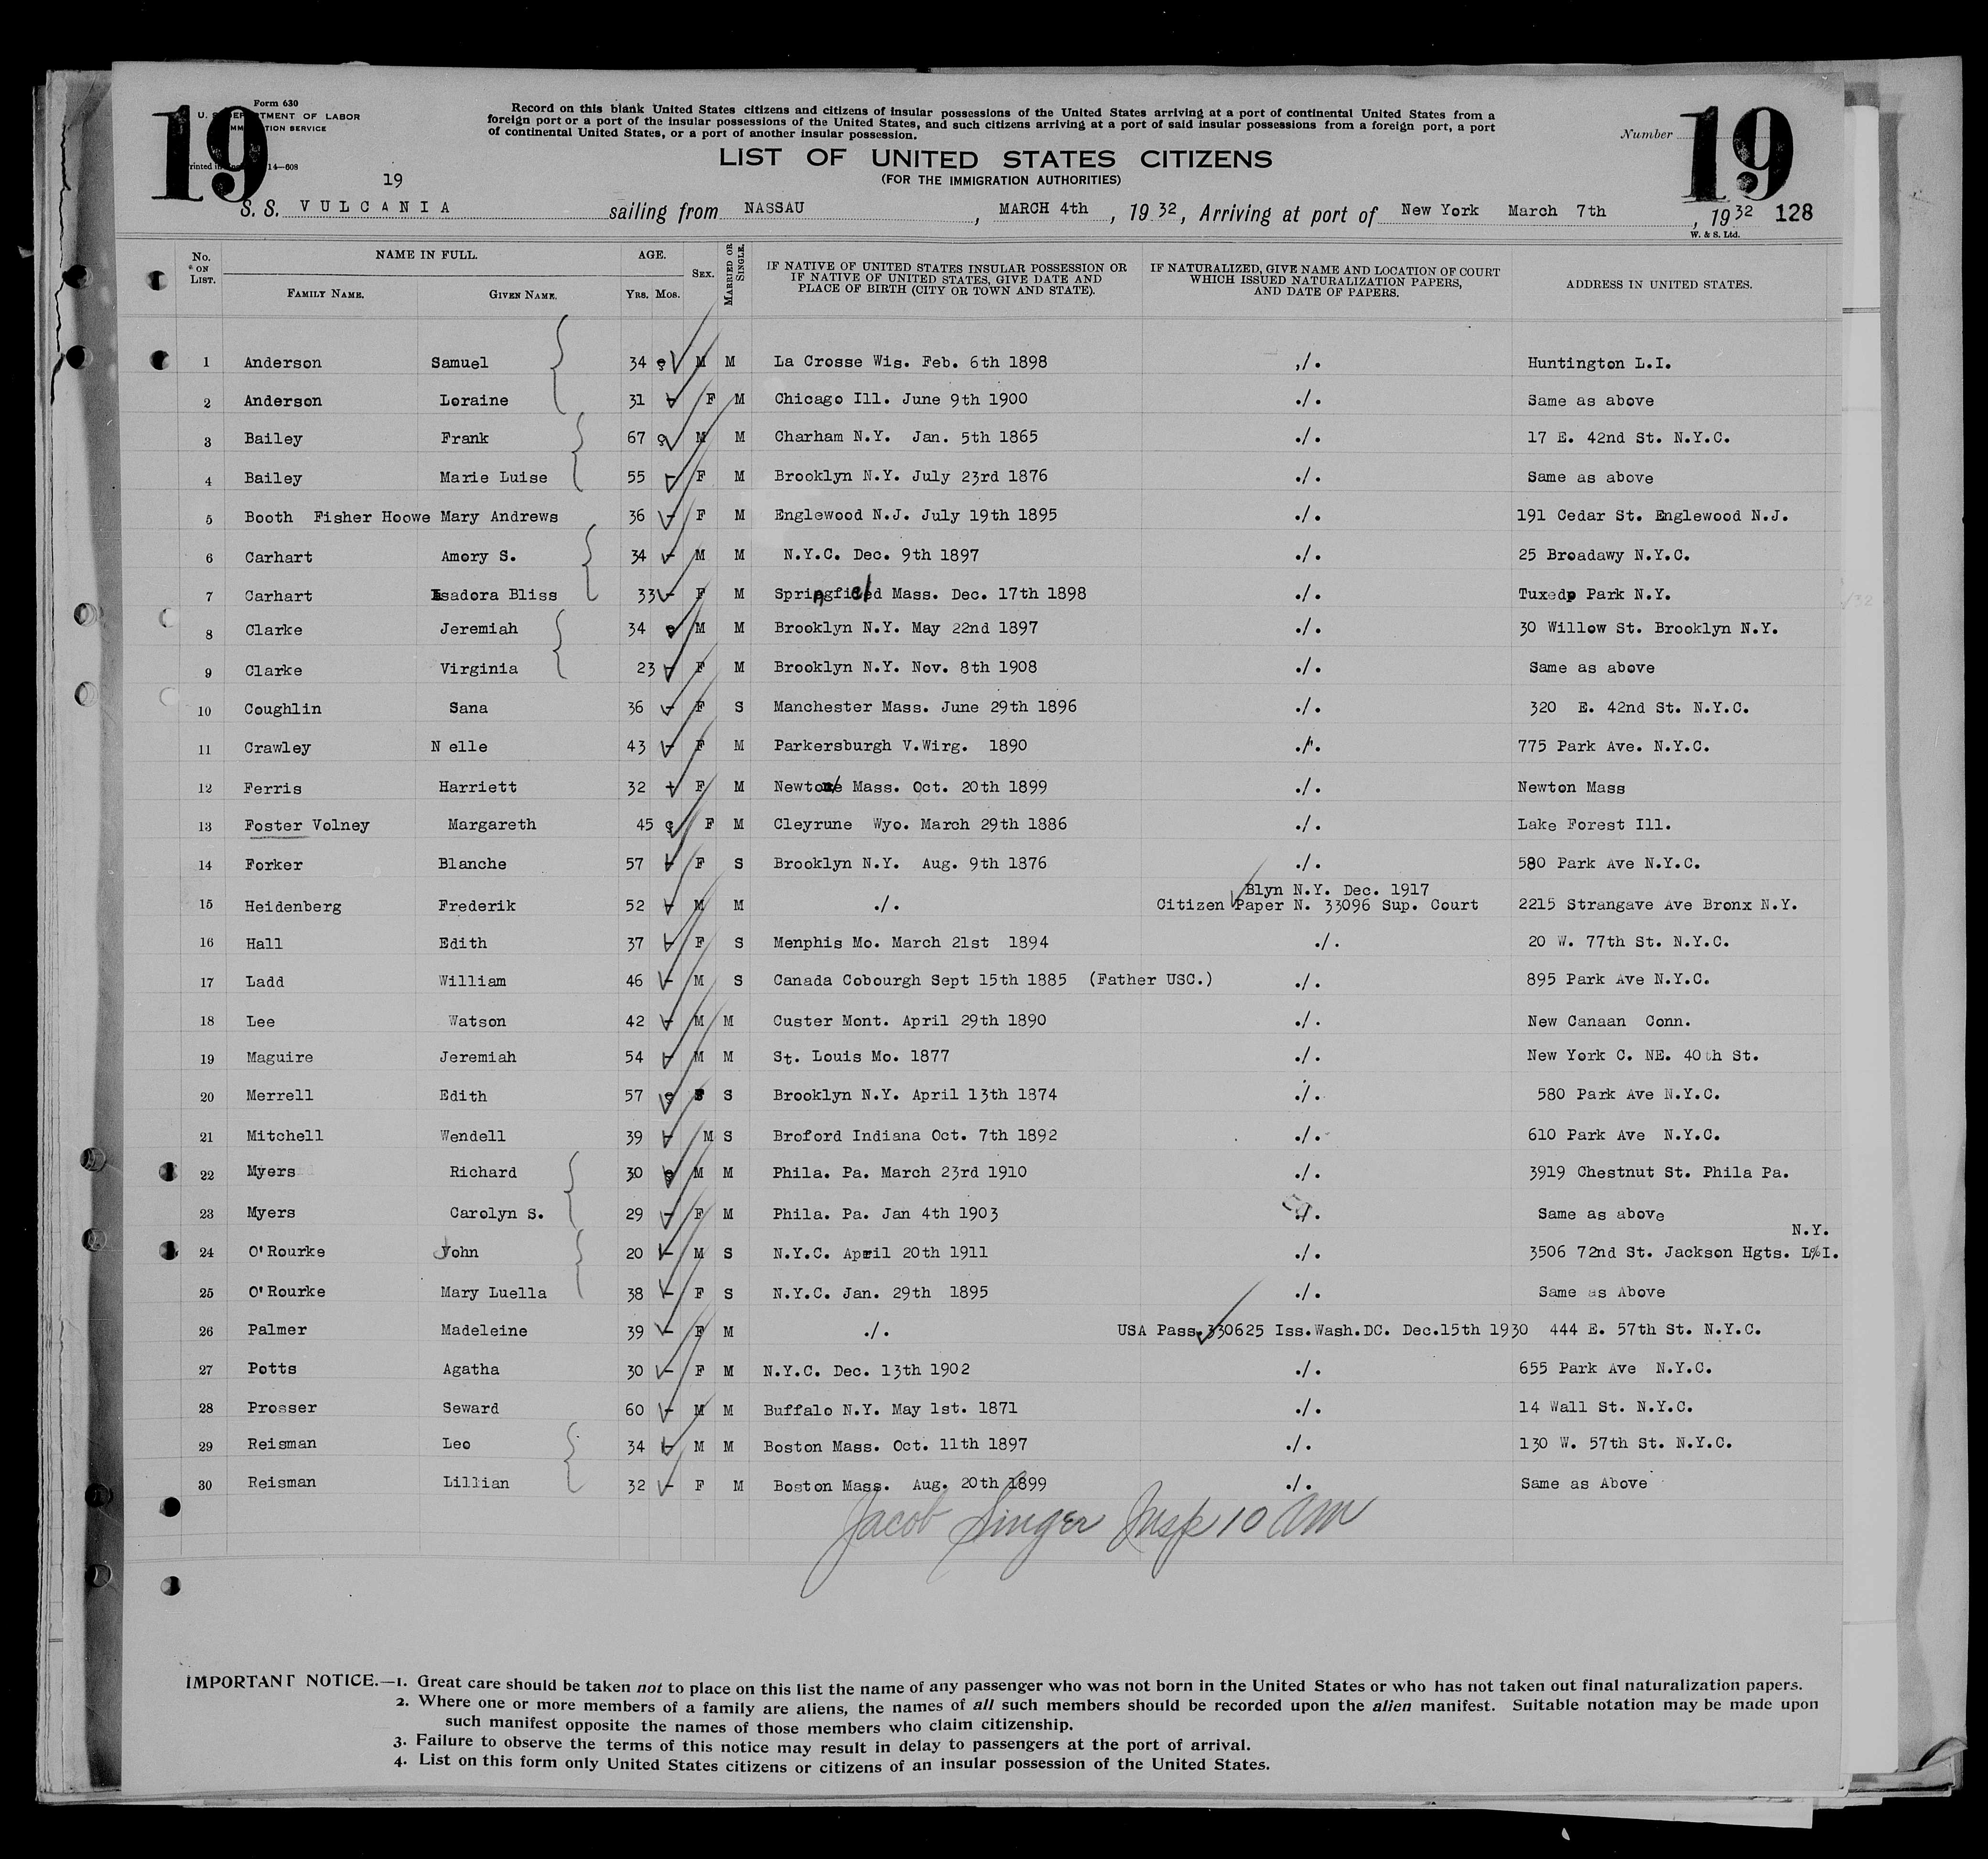 19
Form 630
U. S. DEPARTMENT OF LABOR
IMMIGRATION SERVICE
14—608
Record on this blank United States citizens and citizens of insular possessions of the United States arriving at a port of continental United States from a
foreign port or a port of the insular possessions of the United States, and such citizens arriving at a port of said insular possessions from a foreign port, a port
of continental United States, or a port of another insular possession.
Number 19
LIST OF UNITED STATES CITIZENS
(FOR THE IMMIGRATION AUTHORITIES)
19
S. S. VULCANIA sailing from NASSAU, MARCH 4th, 1932, Arriving at port of New York March 7th, 1932 128
W. & S. Ltd.
No. ON LIST. NAME IN FULL. FAMILY NAME. GIVEN NAME. AGE. YRS. MOS. SEX. MARRIED OR SINGLE. IF NATIVE OF UNITED STATES INSULAR POSSESSION OR IF NATIVE OF UNITED STATES, GIVE DATE AND PLACE OF BIRTH (CITY OR TOWN AND STATE). IF NATURALIZED, GIVE NAME AND LOCATION OF COURT WHICH ISSUED NATURALIZATION PAPERS, AND DATE OF PAPERS. ADDRESS IN UNITED STATES.
1 Anderson Samuel 34 M M La Crosse Wis. Feb. 6th 1898 ./. Huntington L.I.
2 Anderson Loraine 31 F M Chicago Ill. June 9th 1900 ./. Same as above
3 Bailey Frank 67 M M Charham N.Y. Jan. 5th 1865 ./. 17 E. 42nd St. N.Y.C.
4 Bailey Marie Luise 55 F M Brooklyn N.Y. July 23rd 1876 ./. Same as above
5 Booth Fisher Hoowe Mary Andrews 36 F M Englewood N.J. July 19th 1895 ./. 191 Cedar St. Englewood N.J.
6 Carhart Amory S. 34 M M N.Y.C. Dec. 9th 1897 ./. 25 Broadawy N.Y.C.
7 Carhart Isadora Bliss 33 F M Springfield Mass. Dec. 17th 1898 ./. Tuxedo Park N.Y.
8 Clarke Jeremiah 34 M M Brooklyn N.Y. May 22nd 1897 ./. 30 Willow St. Brooklyn N.Y.
9 Clarke Virginia 23 F M Brooklyn N.Y. Nov. 8th 1908 ./. Same as above
10 Coughlin Sana 36 F S Manchester Mass. June 29th 1896 ./. 320 E. 42nd St. N.Y.C.
11 Crawley N elle 43 F M Parkersburgh V.Wirg. 1890 ./. 775 Park Ave. N.Y.C.
12 Ferris Harriett 32 F M Newtone Mass. Oct. 20th 1899 ./. Newton Mass
13 Foster Volney Margareth 45 F M Cleyrune Wyo. March 29th 1886 ./. Lake Forest Ill.
14 Forker Blanche 57 F S Brooklyn N.Y. Aug. 9th 1876 ./. 580 Park Ave N.Y.C.
Blyn N.Y. Dec. 1917
15 Heidenberg Frederik 52 M M ./. Citizen Paper N. 33096 Sup. Court 2215 Strangave Ave Bronx N.Y.
16 Hall Edith 37 F S Menphis Mo. March 21st 1894 ./. 20 W. 77th St. N.Y.C.
17 Ladd William 46 M S Canada Cobourgh Sept 15th 1885 (Father USC.) ./. 895 Park Ave N.Y.C.
18 Lee Watson 42 M M Custer Mont. April 29th 1890 ./. New Canaan Conn.
19 Maguire Jeremiah 54 M M St. Louis Mo. 1877 ./. New York C. NE. 40th St.
20 Merrell Edith 57 S Brooklyn N.Y. April 13th 1874 ./. 580 Park Ave N.Y.C.
21 Mitchell Wendell 39 M S Broford Indiana Oct. 7th 1892 ./. 610 Park Ave N.Y.C.
22 Myers Richard 30 M M Phila. Pa. March 23rd 1910 ./. 3919 Chestnut St. Phila Pa.
23 Myers Carolyn S. 29 F M Phila. Pa. Jan 4th 1903 ./. Same as above
N.Y.
24 O'Rourke John 20 M S N.Y.C. April 20th 1911 ./. 3506 72nd St. Jackson Hgts. L%I.
25 O'Rourke Mary Luella 38 F S N.Y.C. Jan. 29th 1895 ./. Same as Above
26 Palmer Madeleine 39 F M ./. USA Pass.330625 Iss.Wash.DC. Dec.15th 1930 444 E. 57th St. N.Y.C.
27 Potts Agatha 30 F M N.Y.C. Dec. 13th 1902 ./. 655 Park Ave N.Y.C.
28 Prosser Seward 60 M M Buffalo N.Y. May 1st. 1871 ./. 14 Wall St. N.Y.C.
29 Reisman Leo 34 M M Boston Mass. Oct. 11th 1897 ./. 130 W. 57th St. N.Y.C.
30 Reisman Lillian 32 F M Boston Mass. Aug. 20th 1899 ./. Same as Above
Jacob Singer Insp 10 AM
IMPORTANT NOTICE.—1. Great care should be taken not to place on this list the name of any passenger who was not born in the United States or who has not taken out final naturalization papers.
2. Where one or more members of a family are aliens, the names of all such members should be recorded upon the alien manifest. Suitable notation may be made upon
such manifest opposite the names of those members who claim citizenship.
3. Failure to observe the terms of this notice may result in delay to passengers at the port of arrival.
4. List on this form only United States citizens or citizens of an insular possession of the United States.